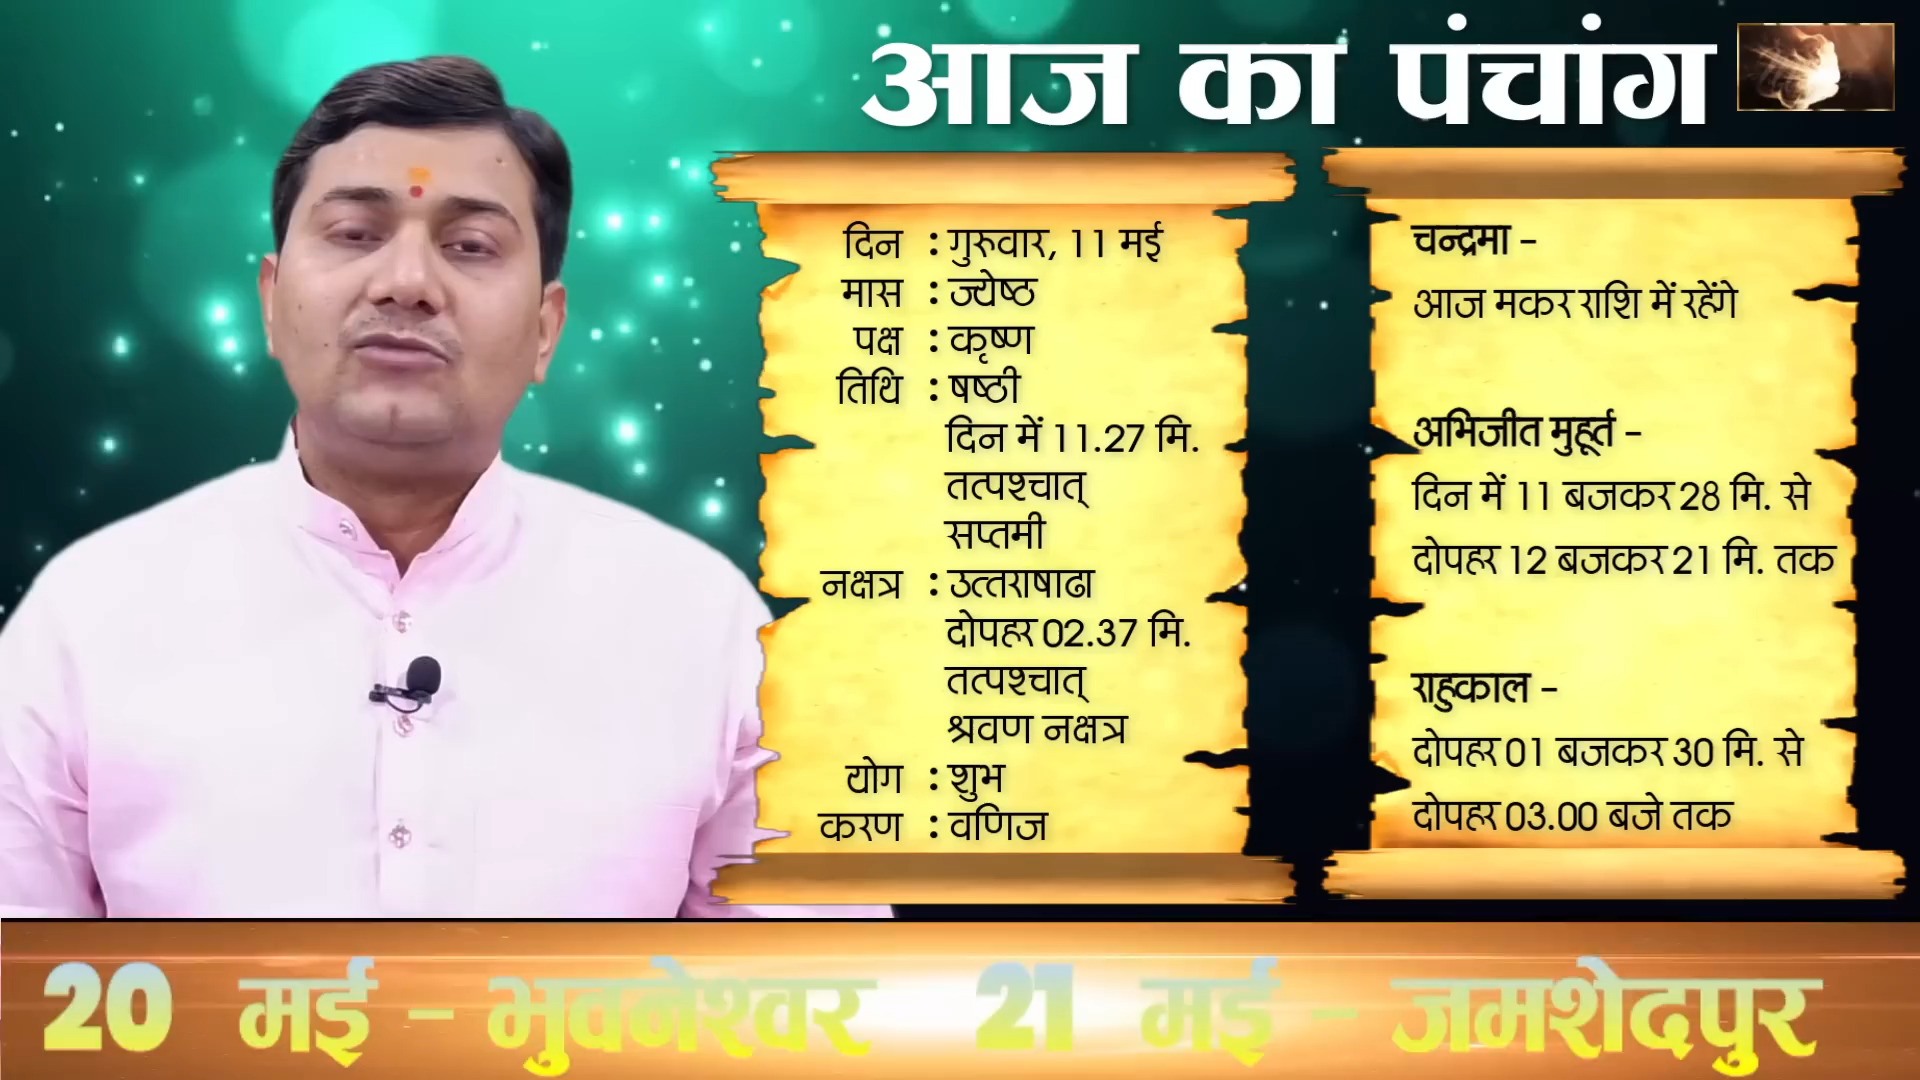 आज का पंचांग
दिन : गुरुवार, 11 मई
मास : ज्येष्ठ
पक्ष : कृष्ण
तिथि : षष्ठी
दिन में 11.27 मि.
तत्पश्चात्
सप्तमी
नक्षत्र : उत्तराषाढा
दोपहर 02.37 मि.
तत्पश्चात्
श्रवण नक्षत्र
योग : शुभ
करण : वणिज
चन्द्रमा -
आज मकर राशि में रहेंगे
अभिजीत मुहूर्त -
दिन में 11 बजकर 28 मि. से
दोपहर 12 बजकर 21 मि. तक
राहुकाल -
दोपहर 01 बजकर 30 मि. से
दोपहर 03.00 बजे तक
20 मई - भुवनेश्वर 21 मई - जमशेदपुर